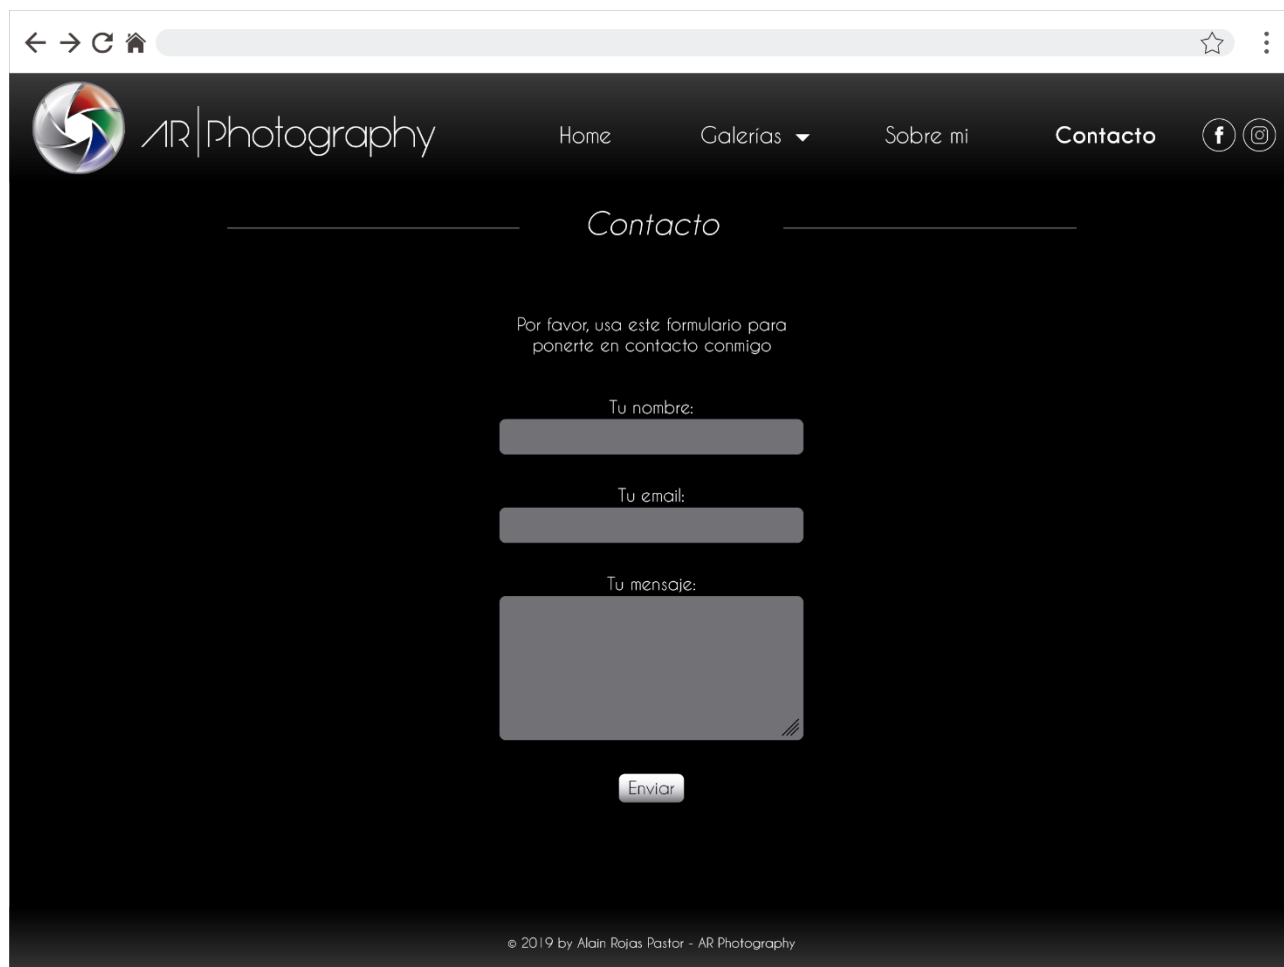 AR|Photography
Home
Galerías
Sobre mi
Contacto
Contacto
Por favor, usa este formulario para
ponerte en contacto conmigo
Tu nombre:
Tu email:
Tu mensaje:
Enviar
© 2019 by Alain Rojas Pastor - AR Photography